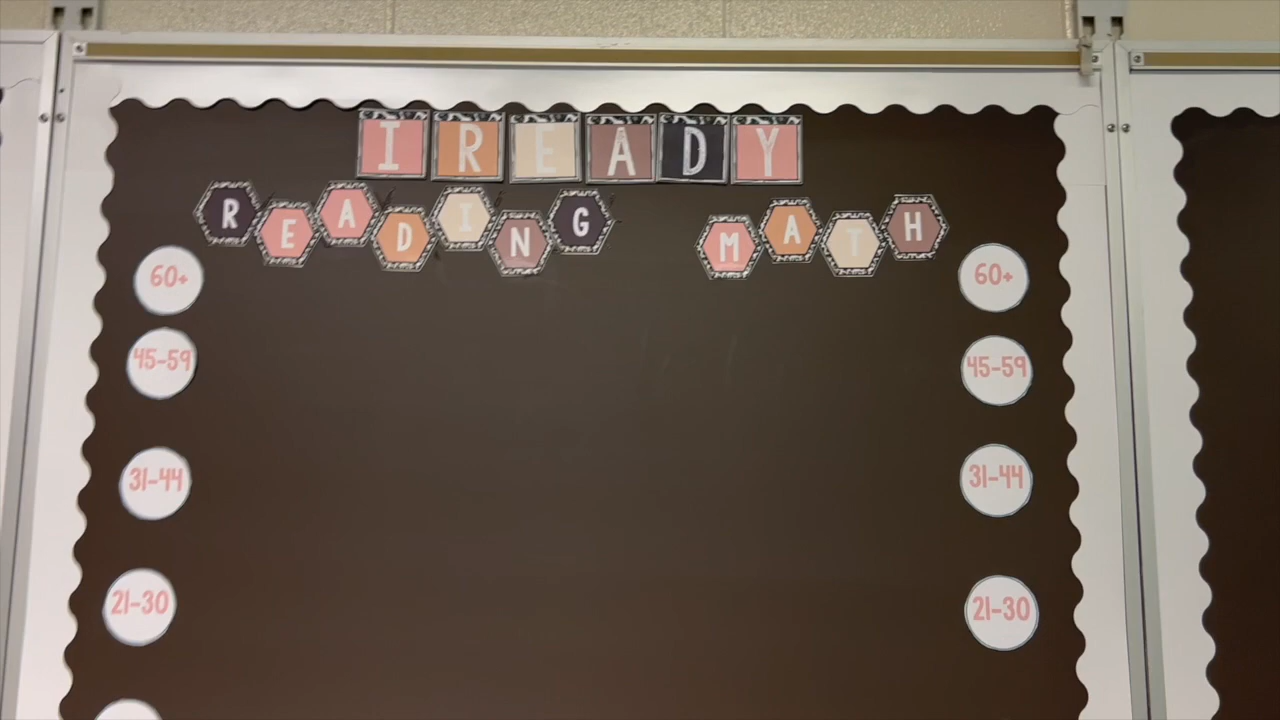 IREADY
READING MATH
60+ 60+
45-59 45-59
31-44 31-44
21-30 21-30